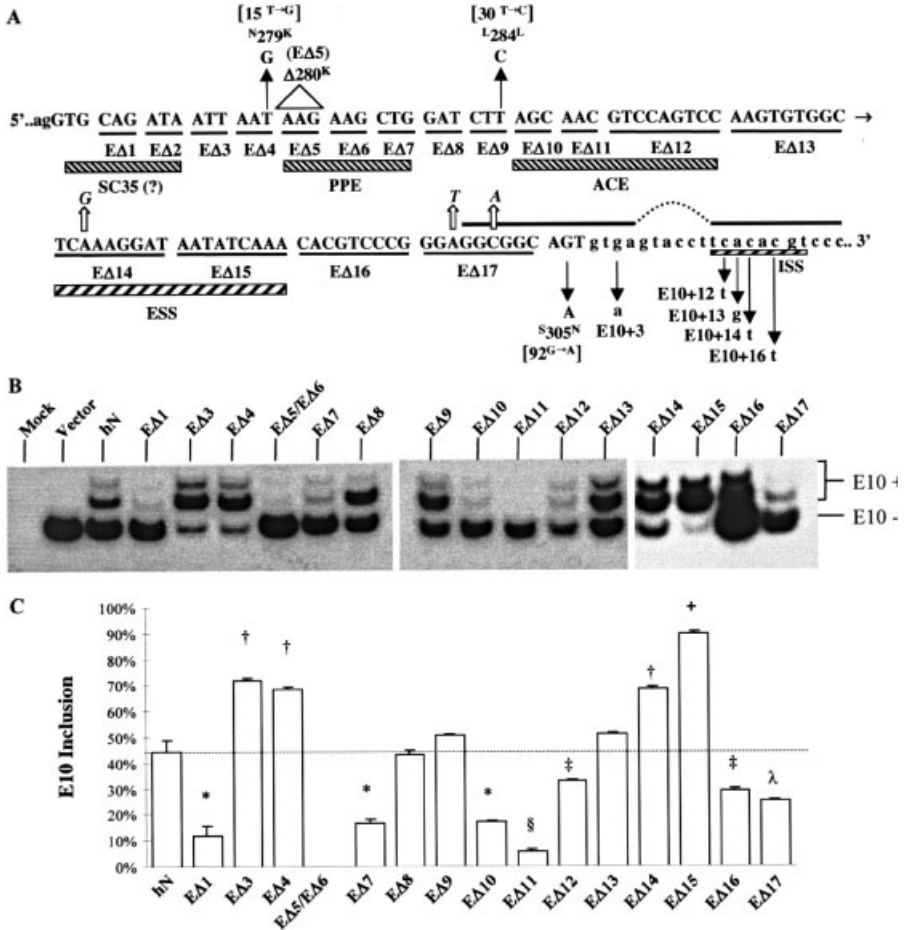 A
[15 T→G] [30 T→C]
N279K (EΔ5) L284L
G Δ280K C
5'..agGTG CAG ATA ATT AAT AAG AAG CTG GAT CTT AGC AAC GTCCAGTCC AAGTGTGGC →
EΔ1 EΔ2 EΔ3 EΔ4 EΔ5 EΔ6 EΔ7 EΔ8 EΔ9 EΔ10 EΔ11 EΔ12 EΔ13
SC35 (?) PPE ACE
G T A
TCAAAGGAT AATATCAAA CACGTCCCG GGAGGCGGC AGTgtgagtaccttcacacgtccc.. 3'
EΔ14 EΔ15 EΔ16 EΔ17 ISS
ESS
A a
S305N E10+3
[92G→A]
E10+12 t
E10+13 g
E10+14 t
E10+16 t
B
Mock Vector hN EΔ1 EΔ3 EΔ4 EΔ5/EΔ6 EΔ7 EΔ8 EΔ9 EΔ10 EΔ11 EΔ12 EΔ13 EΔ14 EΔ15 EΔ16 EΔ17
E10 +
E10 -
C
E10 Inclusion
100%
90%
80%
70%
60%
50%
40%
30%
20%
10%
0%
* † † * * § ‡ † + ‡ λ
hN EΔ1 EΔ3 EΔ4 EΔ5/EΔ6 EΔ7 EΔ8 EΔ9 EΔ10 EΔ11 EΔ12 EΔ13 EΔ14 EΔ15 EΔ16 EΔ17